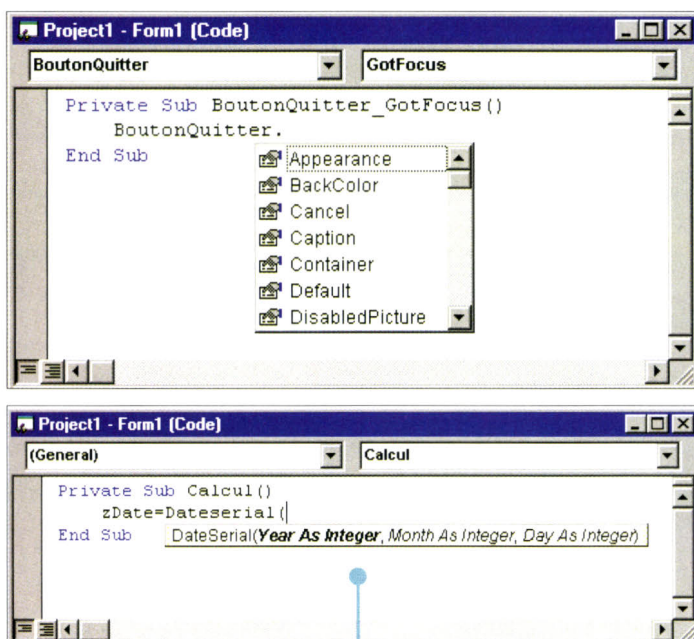 Project1 - Form1 (Code)
BoutonQuitter GotFocus
Private Sub BoutonQuitter_GotFocus()
BoutonQuitter.
End Sub
Appearance
BackColor
Cancel
Caption
Container
Default
DisabledPicture
Project1 - Form1 (Code)
(General) Calcul
Private Sub Calcul()
zDate=Dateserial(
End Sub
DateSerial(Year As Integer, Month As Integer, Day As Integer)